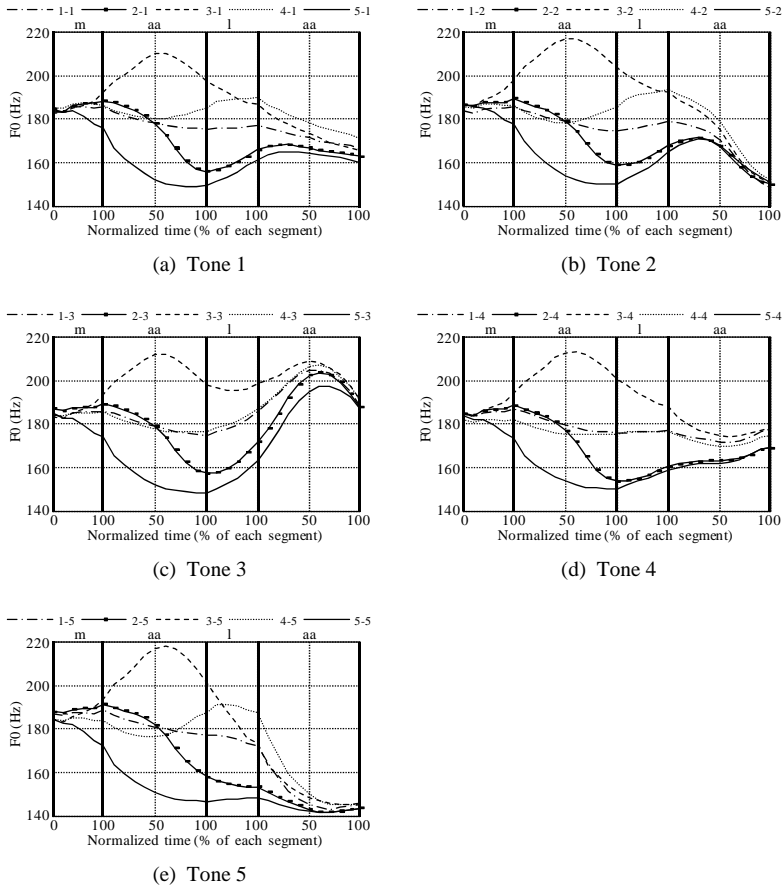 1-1 2-1 3-1 4-1 5-1
m aa l aa
220
200
180
160
140
F0 (Hz)
0 100 50 100 100 50 100
Normalized time (% of each segment)
(a) Tone 1
1-2 2-2 3-2 4-2 5-2
m aa l aa
220
200
180
160
140
F0 (Hz)
0 100 50 100 100 50 100
Normalized time (% of each segment)
(b) Tone 2
1-3 2-3 3-3 4-3 5-3
m aa l aa
220
200
180
160
140
F0 (Hz)
0 100 50 100 100 50 100
Normalized time (% of each segment)
(c) Tone 3
1-4 2-4 3-4 4-4 5-4
m aa l aa
220
200
180
160
140
F0 (Hz)
0 100 50 100 100 50 100
Normalized time (% of each segment)
(d) Tone 4
1-5 2-5 3-5 4-5 5-5
m aa l aa
220
200
180
160
140
F0 (Hz)
0 100 50 100 100 50 100
Normalized time (% of each segment)
(e) Tone 5